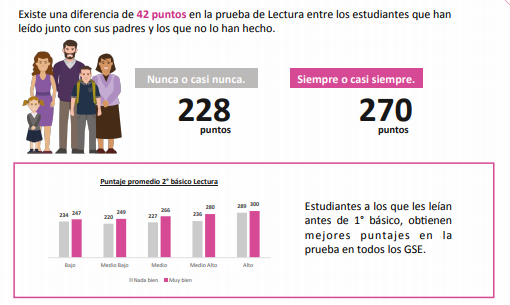 Existe una diferencia de 42 puntos en la prueba de Lectura entre los estudiantes que han
leído junto con sus padres y los que no lo han hecho.
Nunca o casi nunca.
Siempre o casi siempre.
228
270
puntos
puntos
Puntaje promedio 2° básico Lectura
234 247 220 249 227 266 236 280 289 300
Bajo Medio Bajo Medio Medio Alto Alto
Nada bien Muy bien
Estudiantes a los que les leían
antes de 1° básico, obtienen
mejores puntajes en la
prueba en todos los GSE.